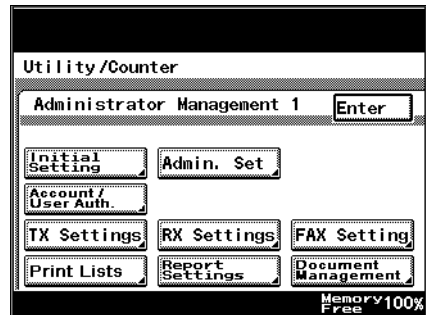 Utility/Counter
Administrator Management 1 Enter
Initial
Setting
Admin. Set
Account/
User Auth.
TX Settings RX Settings FAX Setting
Print Lists
Report
Settings
Document
Management
Memory
Free 100%